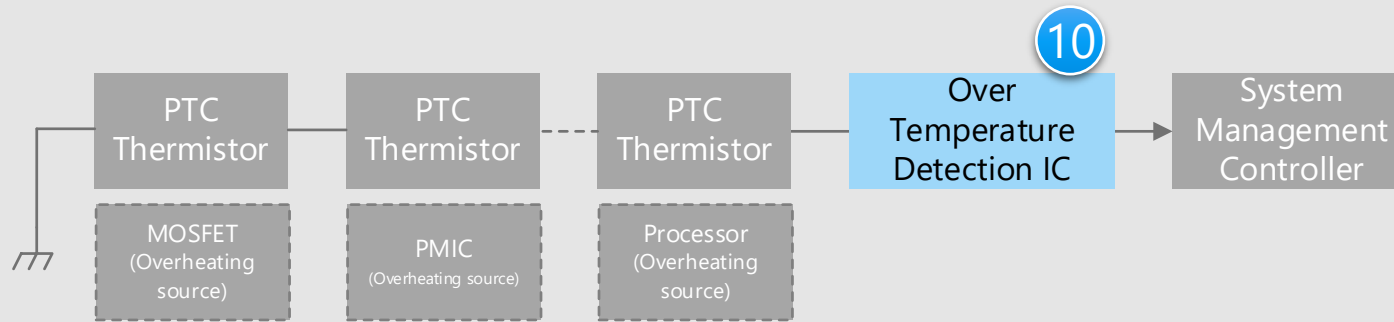 10
PTC
Thermistor
PTC
Thermistor
PTC
Thermistor
Over
Temperature
Detection IC
System
Management
Controller
MOSFET
(Overheating
source)
PMIC
(Overheating source)
Processor
(Overheating
source)